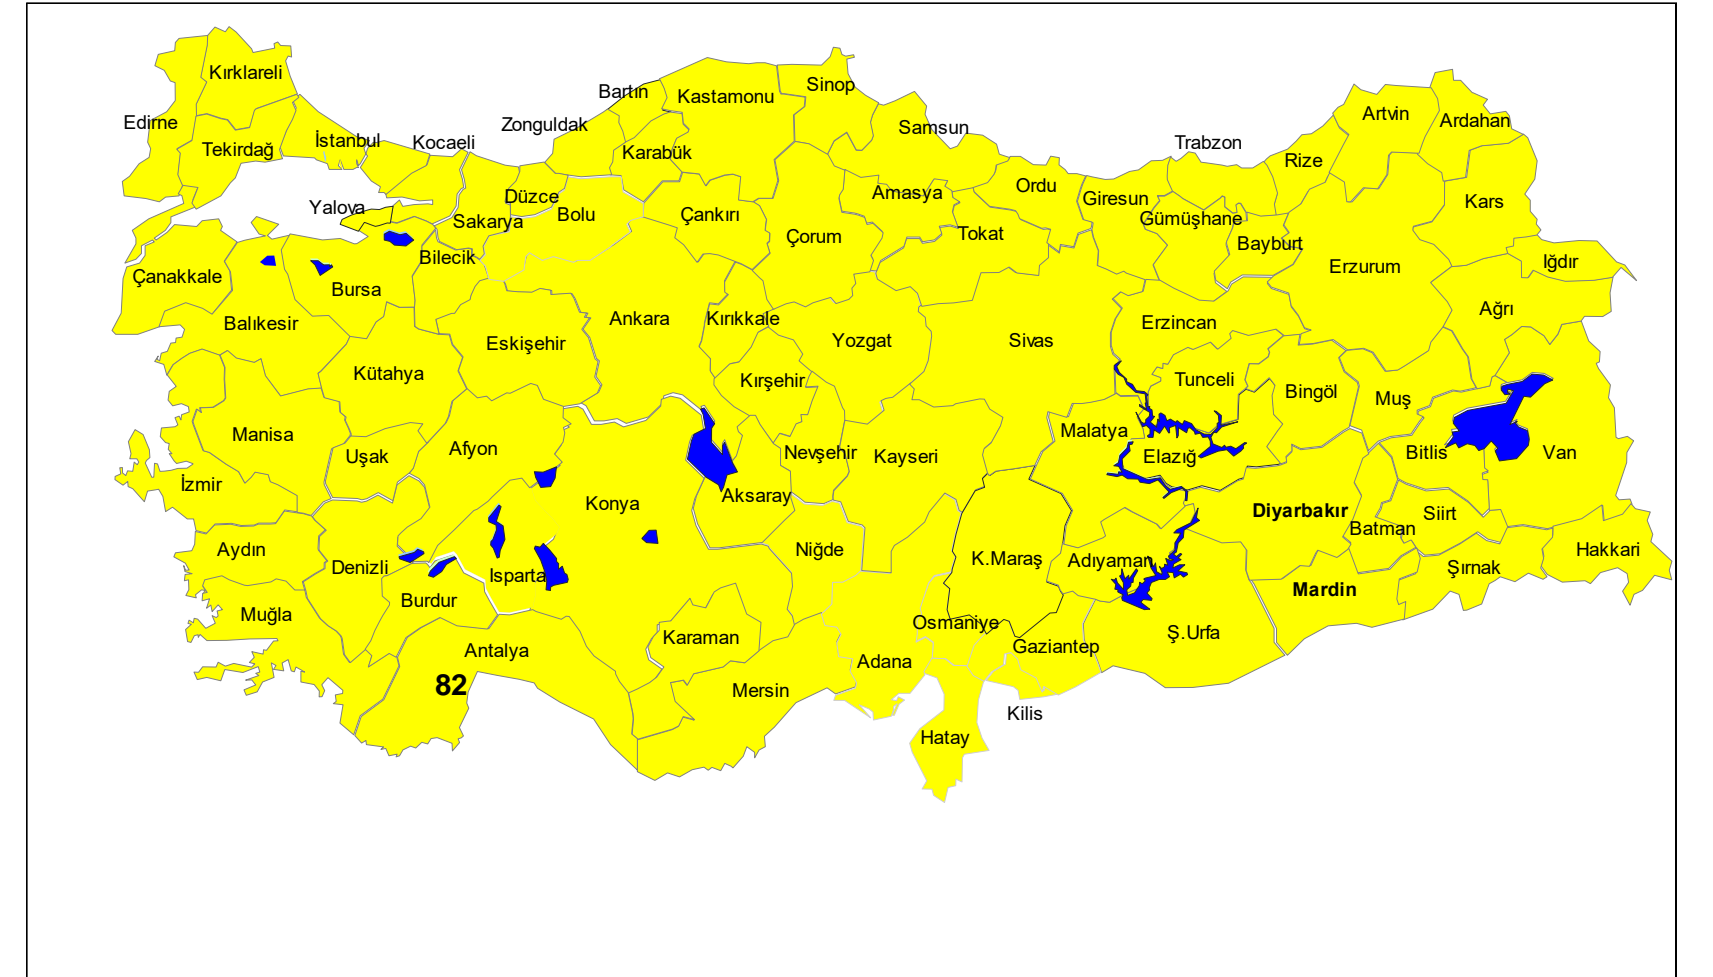 Kırklareli
Edirne
Tekirdağ
İstanbul
Kocaeli
Yalova
Zonguldak
Bartın
Kastamonu
Sinop
Karabük
Samsun
Düzce
Bolu
Sakarya
Çankırı
Amasya
Çorum
Tokat
Ordu
Giresun
Trabzon
Rize
Artvin
Ardahan
Gümüşhane
Bayburt
Kars
Iğdır
Erzurum
Ağrı
Çanakkale
Bursa
Bilecik
Balıkesir
Kütahya
Eskişehir
Ankara
Kırıkkale
Yozgat
Sivas
Erzincan
Kırşehir
Tunceli
Bingöl
Muş
Manisa
Uşak
Afyon
Nevşehir
Kayseri
Malatya
Elazığ
Bitlis
Van
İzmir
Konya
Aksaray
Diyarbakır
Batman
Siirt
Aydın
Denizli
Isparta
Niğde
K.Maraş
Adıyaman
Mardin
Şırnak
Hakkari
Muğla
Burdur
Antalya
Karaman
Osmaniye
Gaziantep
Ş.Urfa
82
Mersin
Adana
Kilis
Hatay